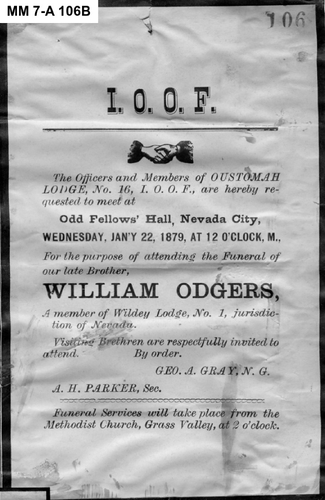 MM 7-A 106B
106
I. O. O. F.
The Officers and Members of OUSTOMAH
LODGE, No. 16, I. O. O. F., are hereby re-
quested to meet at
Odd Fellows' Hall, Nevada City,
WEDNESDAY, JAN'Y 22, 1879, AT 12 O'CLOCK, M.,
For the purpose of attending the Funeral of
our late Brother,
WILLIAM ODGERS,
A member of Wildey Lodge, No. 1, jurisdic-
tion of Nevada.
Visiting Brethren are respectfully invited to
attend. By order.
GEO. A. GRAY, N. G.
A. H. PARKER, Sec.
Funeral Services will take place from the
Methodist Church, Grass Valley, at 2 o'clock.